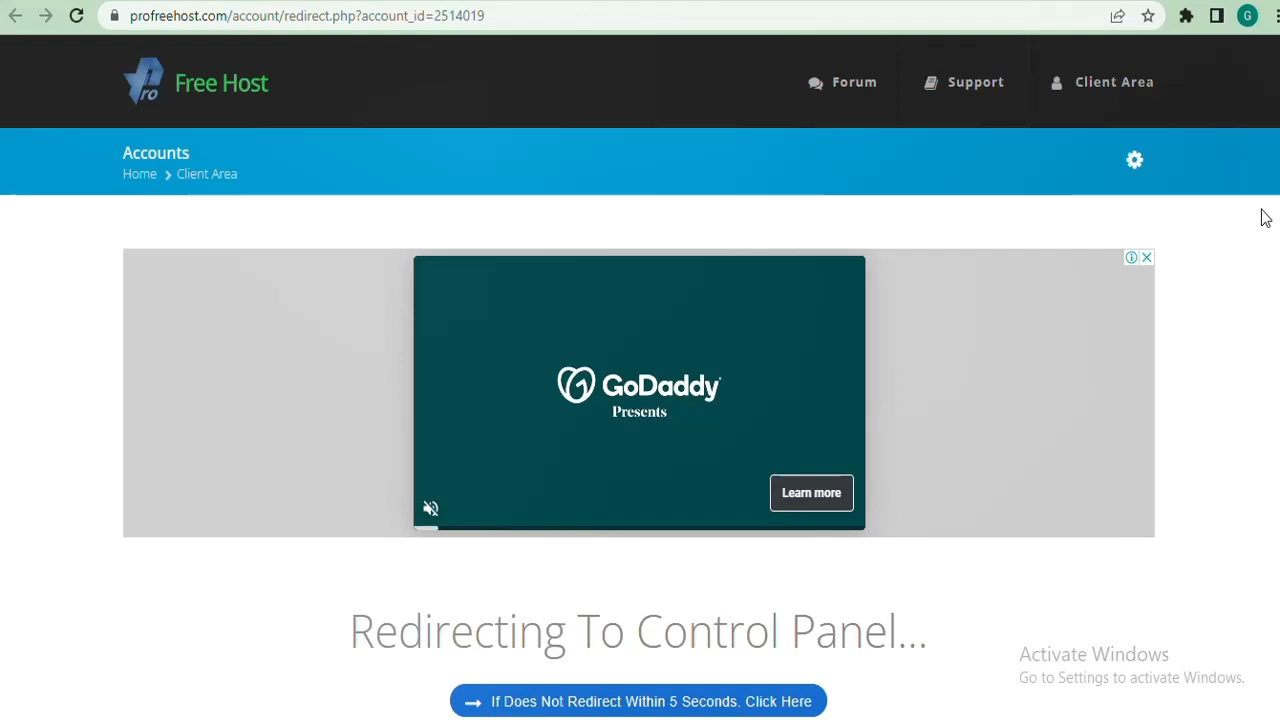 profreehost.com/account/redirect.php?account_id=2514019
G
Pro
Free Host
Forum
Support
Client Area
Accounts
Home
Client Area
GoDaddy
Presents
Learn more
Redirecting To Control Panel...
If Does Not Redirect Within 5 Seconds. Click Here
Activate Windows
Go to Settings to activate Windows.